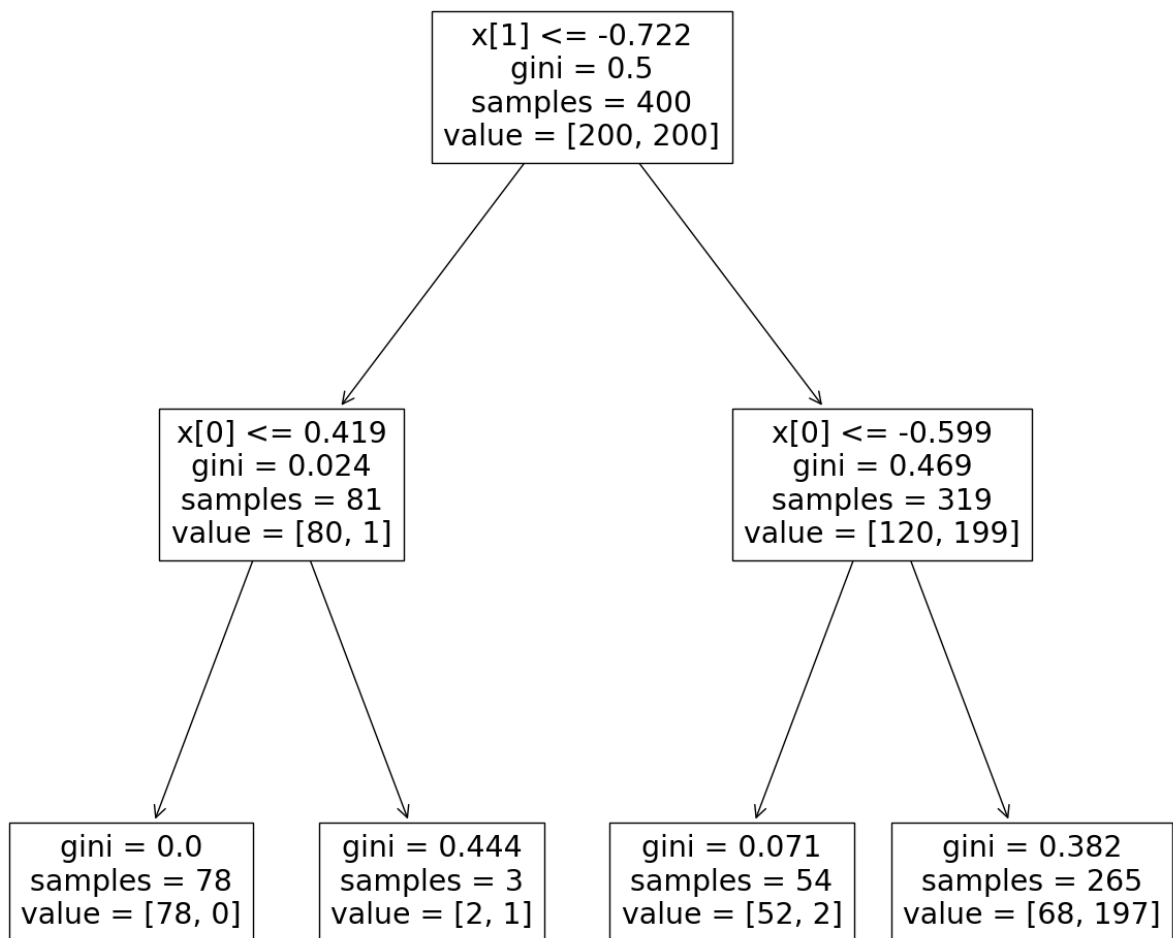 x[1] <= -0.722
gini = 0.5
samples = 400
value = [200, 200]
x[0] <= 0.419
gini = 0.024
samples = 81
value = [80, 1]
x[0] <= -0.599
gini = 0.469
samples = 319
value = [120, 199]
gini = 0.0
samples = 78
value = [78, 0]
gini = 0.444
samples = 3
value = [2, 1]
gini = 0.071
samples = 54
value = [52, 2]
gini = 0.382
samples = 265
value = [68, 197]